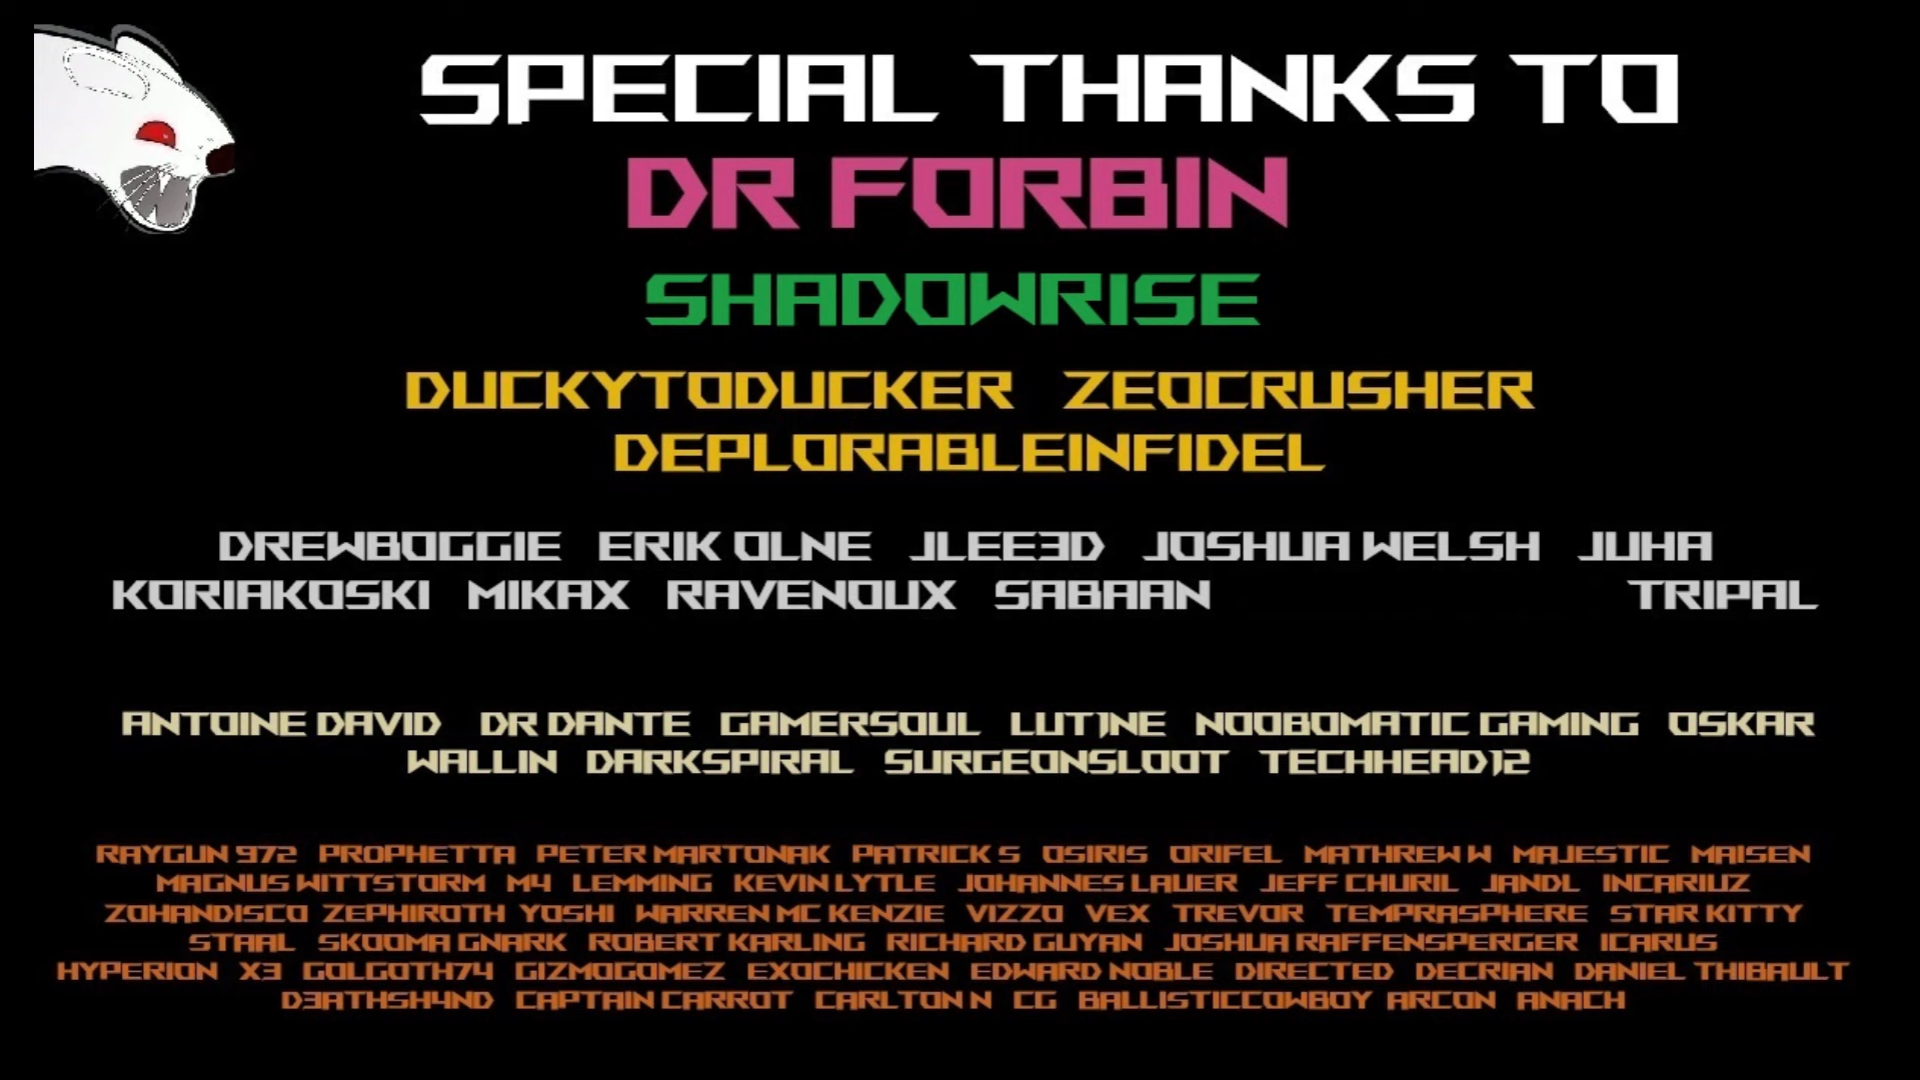 SPECIAL THANKS TO
DR FORBIN
SHADOWRISE
DUCKYTODUCKER ZEOCRUSHER
DEPLORABLEINFIDEL
DREWBOGGIE ERIK OLNE JLEE3D JOSHUA WELSH JUHA
KORIAKOSKI MIKAX RAVENOUX SABAAN TRIPAL
ANTOINE DAVID DR DANTE GAMERSOUL LUT1NE NOOBOMATIC GAMING OSKAR
WALLIN DARKSPIRAL SURGEONSLOOT TECHHEAD12
RAYGUN 972 PROPHETTA PETER MARTONAK PATRICK S OSIRIS ORIFEL MATHREW W MAJESTIC MAISEN
MAGNUS WITTSTORM M4 LEMMING KEVIN LYTLE JOHANNES LAUER JEFF CHURIL JANDL INCARIUZ
ZOHANDISCO ZEPHIROTH YOSHI WARREN MC KENZIE VIZZO VEX TREVOR TEMPRASPHERE STAR KITTY
STAAL SKOOMA GNARK ROBERT KARLING RICHARD GUYAN JOSHUA RAFFENSPERGER ICARUS
HYPERION X3 GOLGOTH74 GIZMOGOMEZ EXOCHICKEN EDWARD NOBLE DIRECTED DECRIAN DANIEL THIBAULT
D3ATHSH4ND CAPTAIN CARROT CARLTON N CG BALLISTICCOWBOY ARCON ANACH